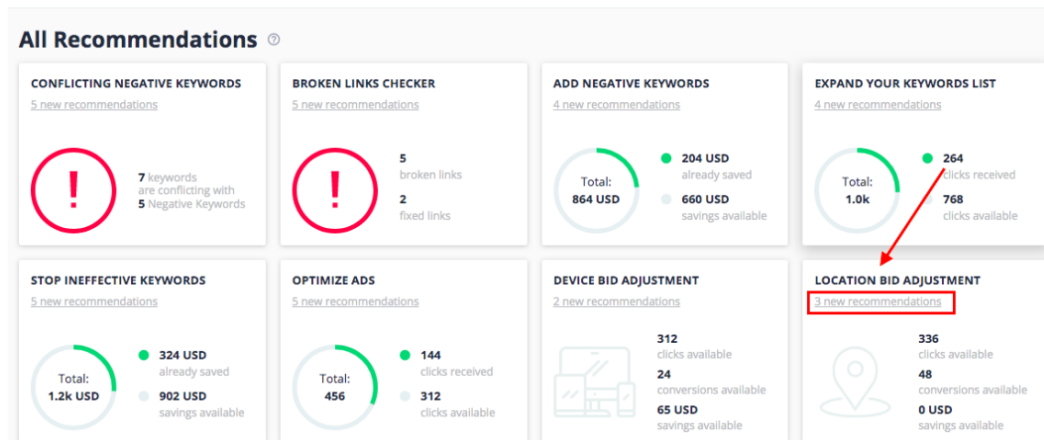 All Recommendations ?
CONFLICTING NEGATIVE KEYWORDS
5 new recommendations
!
7 keywords
are conflicting with
5 Negative Keywords
BROKEN LINKS CHECKER
5 new recommendations
!
5
broken links
2
fixed links
ADD NEGATIVE KEYWORDS
4 new recommendations
Total:
864 USD
204 USD
already saved
660 USD
savings available
EXPAND YOUR KEYWORDS LIST
4 new recommendations
Total:
1.0k
264
clicks received
768
clicks available
STOP INEFFECTIVE KEYWORDS
5 new recommendations
Total:
1.2k USD
324 USD
already saved
902 USD
savings available
OPTIMIZE ADS
5 new recommendations
Total:
456
144
clicks received
312
clicks available
DEVICE BID ADJUSTMENT
2 new recommendations
312
clicks available
24
conversions available
65 USD
savings available
LOCATION BID ADJUSTMENT
3 new recommendations
336
clicks available
48
conversions available
0 USD
savings available